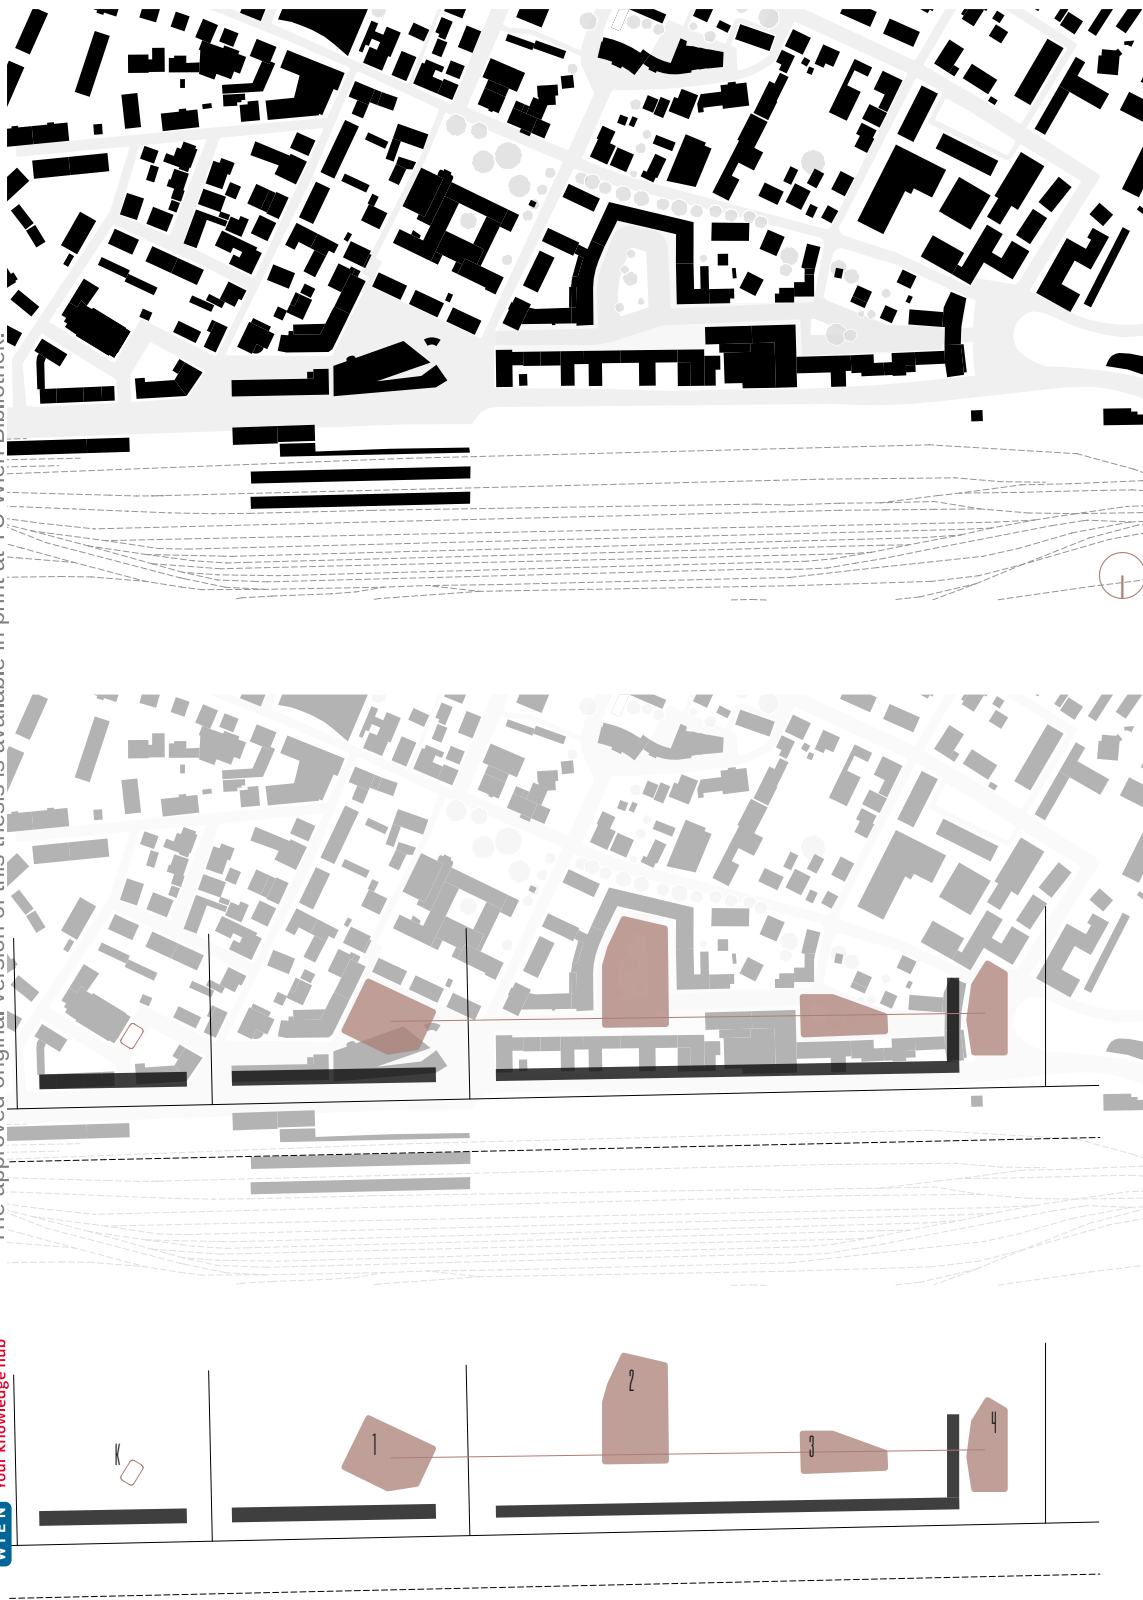 The approved original version of this thesis is available in print at TU Wien Bibliothek.
Your knowledge hub
WIEN
2
1
3
4
K